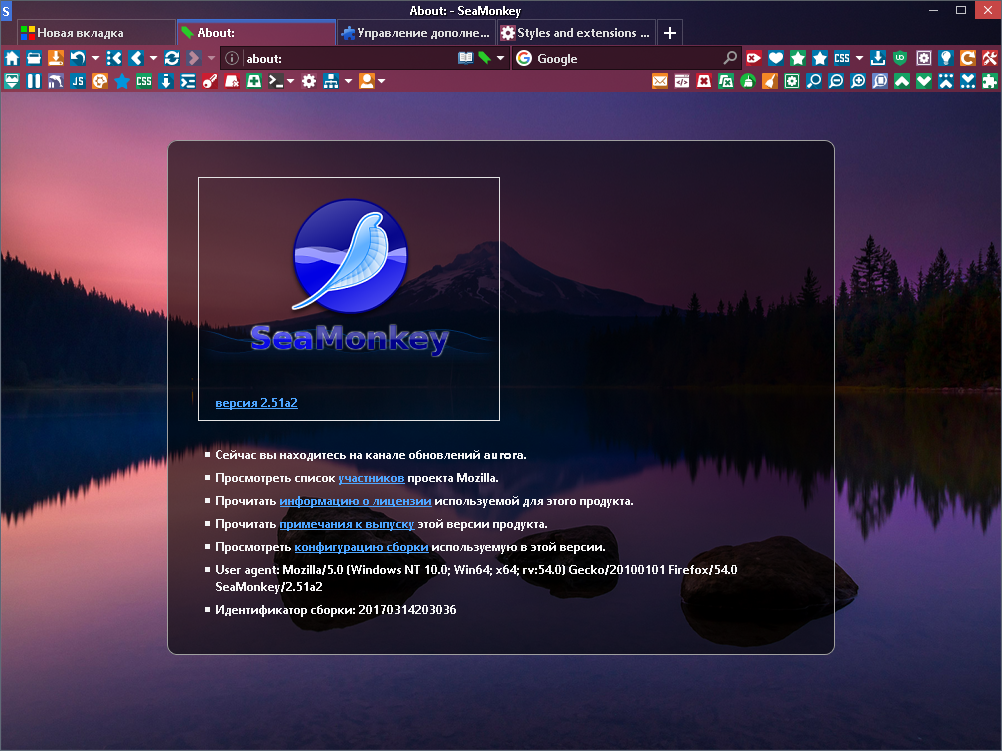 S
About: - SeaMonkey
Новая вкладка
About:
Управление дополне...
Styles and extensions ...
about:
Google
CSS
UD
JS
CSS
SeaMonkey
версия 2.51a2
Сейчас вы находитесь на канале обновлений aurora.
Просмотреть список участников проекта Mozilla.
Прочитать информацию о лицензии используемой для этого продукта.
Прочитать примечания к выпуску этой версии продукта.
Просмотреть конфигурацию сборки используемую в этой версии.
User agent: Mozilla/5.0 (Windows NT 10.0; Win64; x64; rv:54.0) Gecko/20100101 Firefox/54.0
SeaMonkey/2.51a2
Идентификатор сборки: 20170314203036